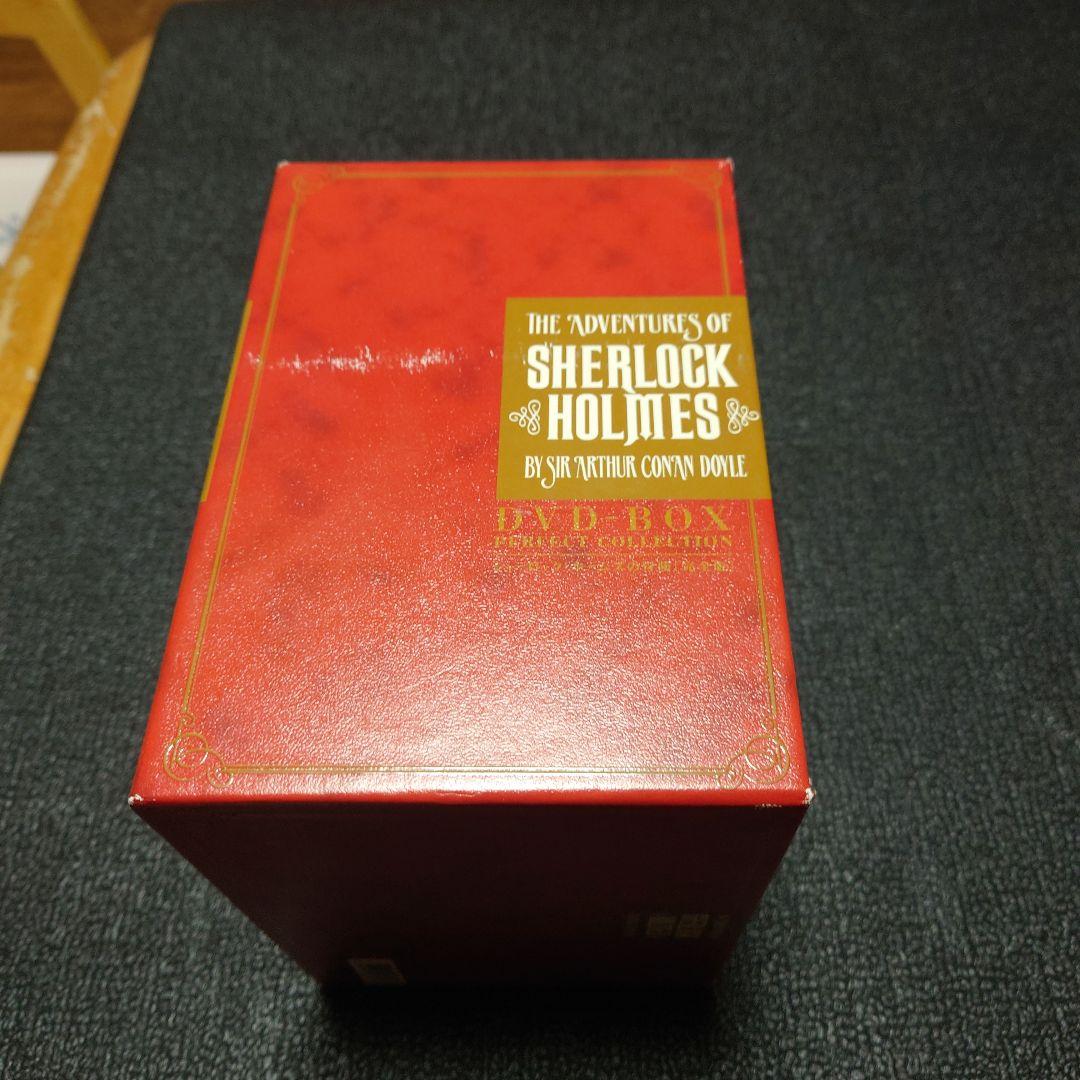 THE ADVENTURES OF
SHERLOCK
HOLMES
BY SIR ARTHUR CONAN DOYLE
DVD-BOX
PERFECT COLLECTION